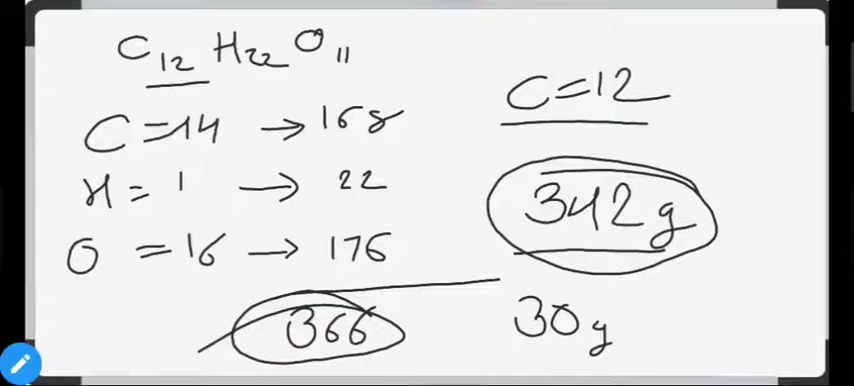 C₁₂H₂₂O₁₁
C=14 → 168
H = 1 → 22
O = 16 → 176
366
C=12
342g
30g